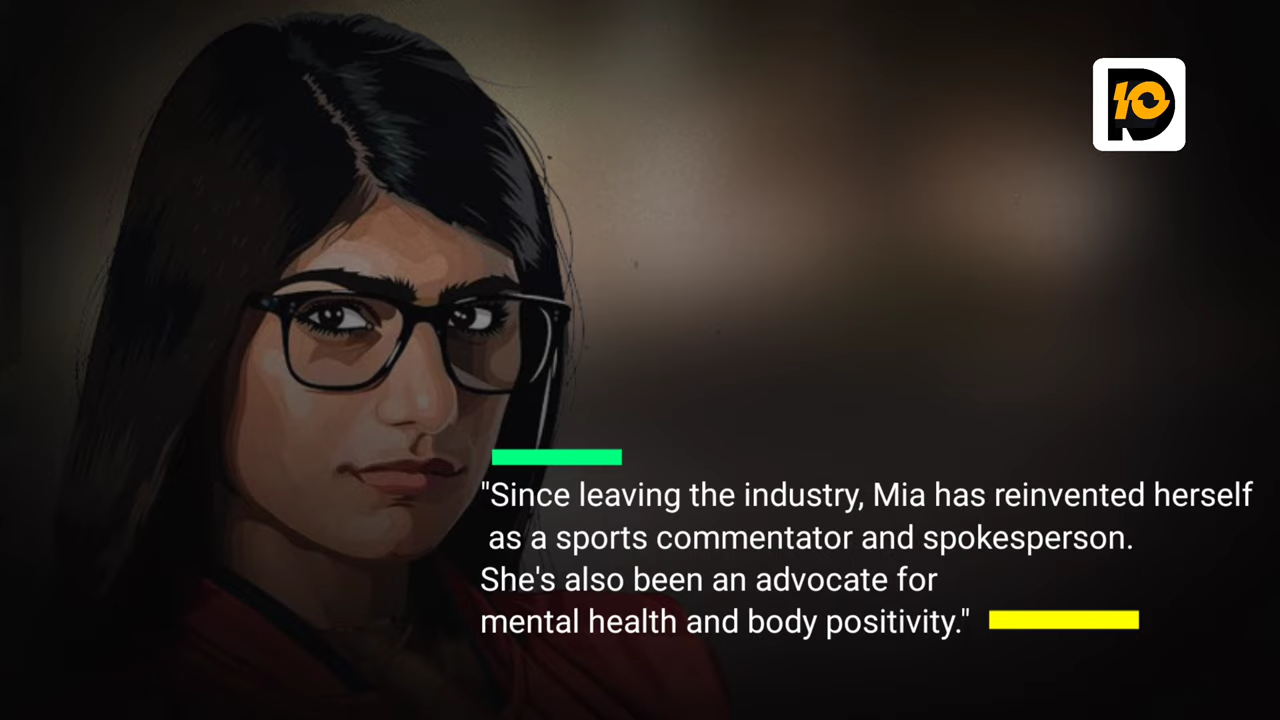 10
"Since leaving the industry, Mia has reinvented herself
as a sports commentator and spokesperson.
She's also been an advocate for
mental health and body positivity."